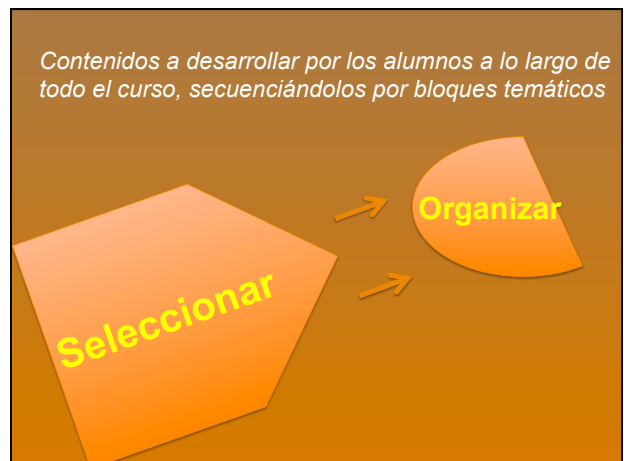 Contenidos a desarrollar por los alumnos a lo largo de
todo el curso, secuenciándolos por bloques temáticos
Organizar
Seleccionar